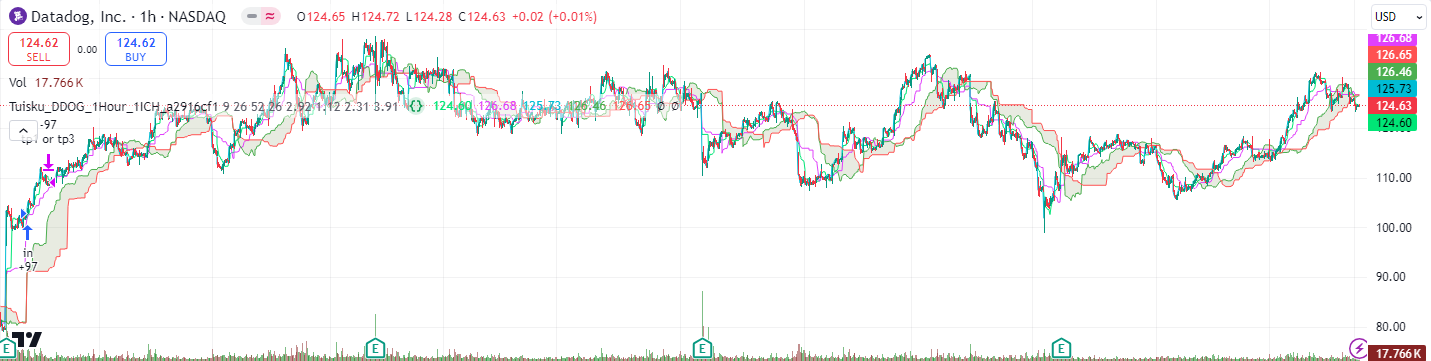 Datadog, Inc. · 1h · NASDAQ O124.65 H124.72 L124.28 C124.63 +0.02 (+0.01%)
USD
124.62 SELL
0.00
124.62 BUY
Vol 17.766 K
Tuisku_DDOG_1Hour_1ICH_a2916cf1 9 26 52 26 2.92 1.12 2.31 3.91 124.60 126.68 125.73 126.46 126.65 Ø Ø
-97
tp1 or tp3
in
+97
126.68
126.65
126.46
125.73
124.63
124.60
110.00
100.00
90.00
80.00
17.766 K
E
E
E
E